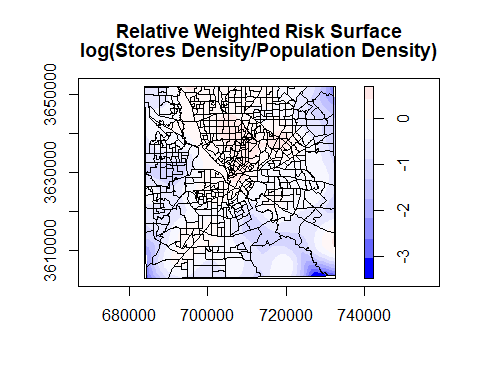 Relative Weighted Risk Surface
log(Stores Density/Population Density)
3650000
3630000
3610000
0
-1
-2
-3
680000 700000 720000 740000